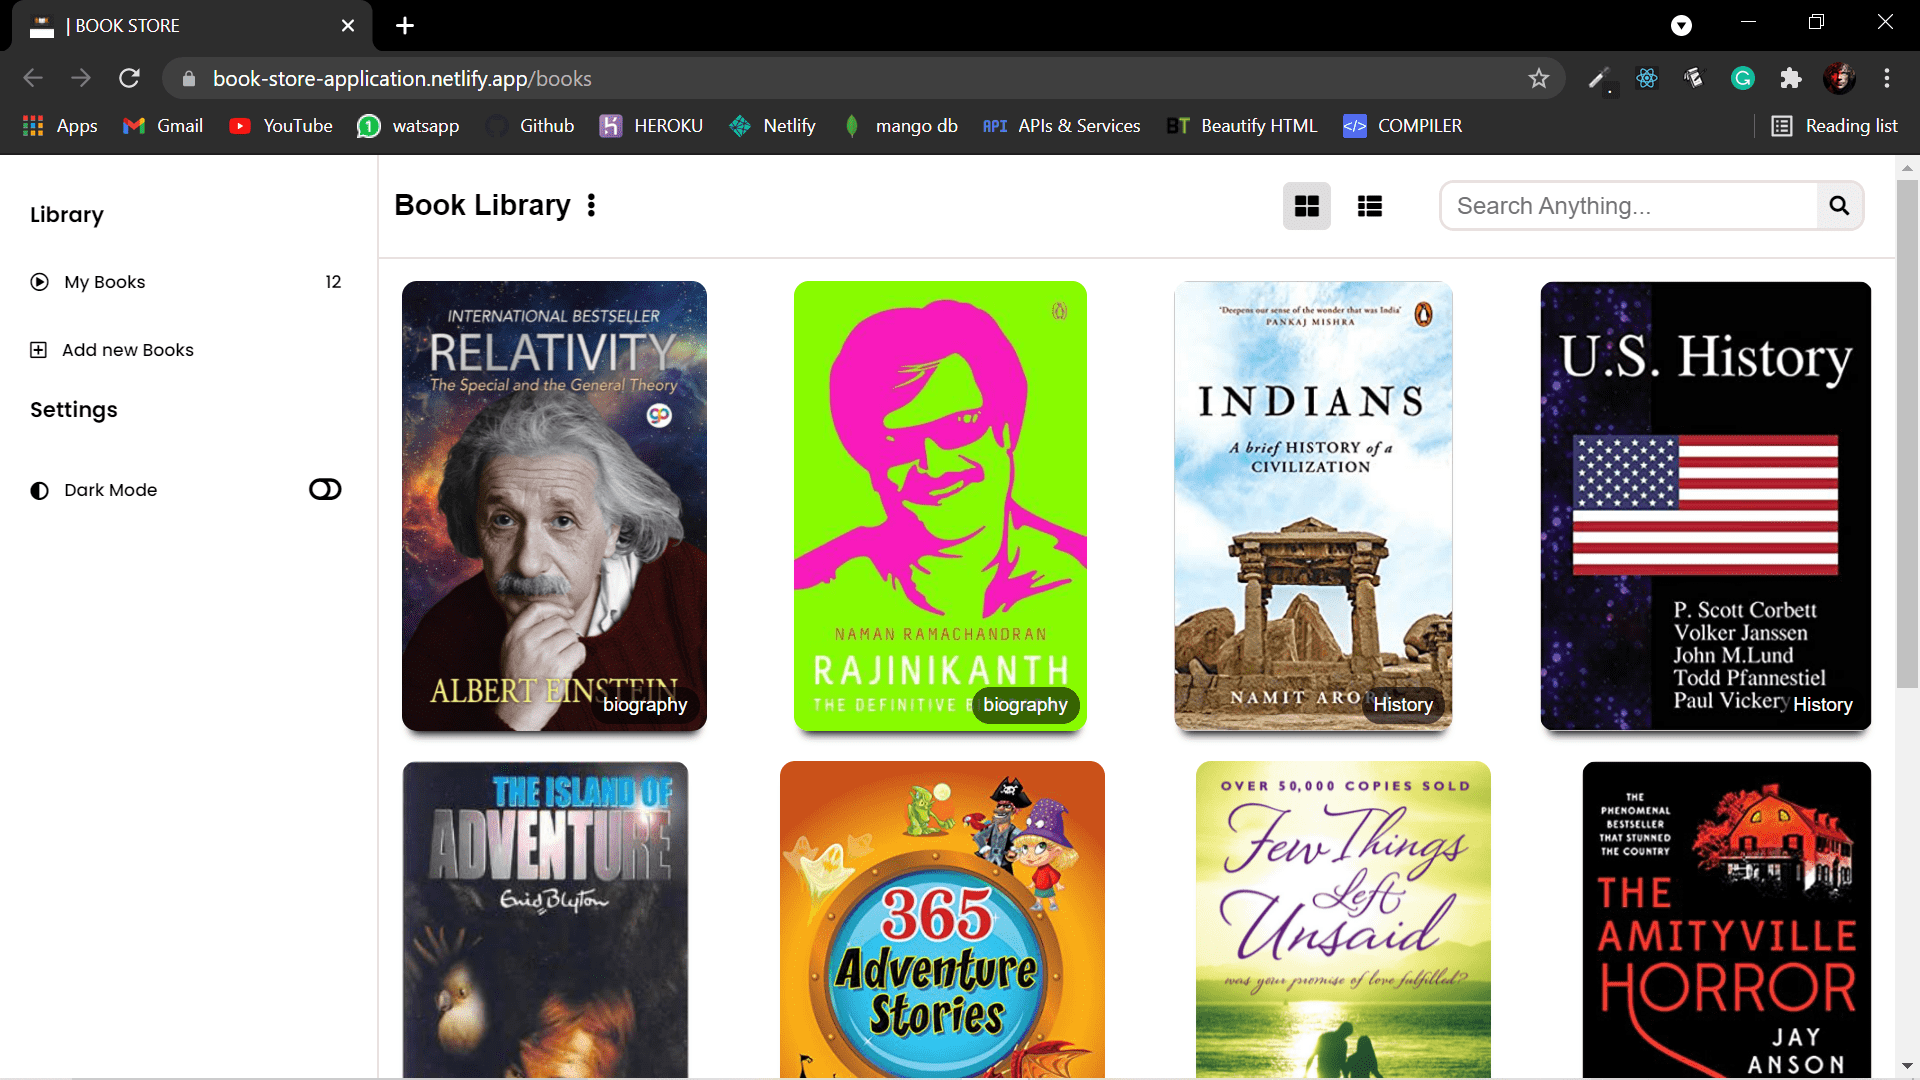 | BOOK STORE
book-store-application.netlify.app/books
Apps
Gmail
YouTube
1
watsapp
Github
HEROKU
Netlify
mango db
API
APIs & Services
BT
Beautify HTML
</>
COMPILER
Reading list
Library
My Books
12
Add new Books
Settings
Dark Mode
Book Library
Search Anything...
INTERNATIONAL BESTSELLER
RELATIVITY
The Special and the General Theory
go
ALBERT EINSTEIN
biography
NAMAN RAMACHANDRAN
RAJINIKANTH
THE DEFINITIVE B
biography
'Deepens our sense of the wonder that was India'
PANKAJ MISHRA
INDIANS
A brief HISTORY of a
CIVILIZATION
NAMIT ARORA
History
U.S. History
P. Scott Corbett
Volker Janssen
John M.Lund
Todd Pfannestiel
Paul Vickery
History
THE ISLAND OF
ADVENTURE
Enid Blyton
365
Adventure
Stories
OVER 50,000 COPIES SOLD
Few Things
Left
Unsaid
was your promise of love fulfilled?
THE
PHENOMENAL
BESTSELLER
THAT STUNNED
THE COUNTRY
THE
AMITYVILLE
HORROR
JAY
ANSON